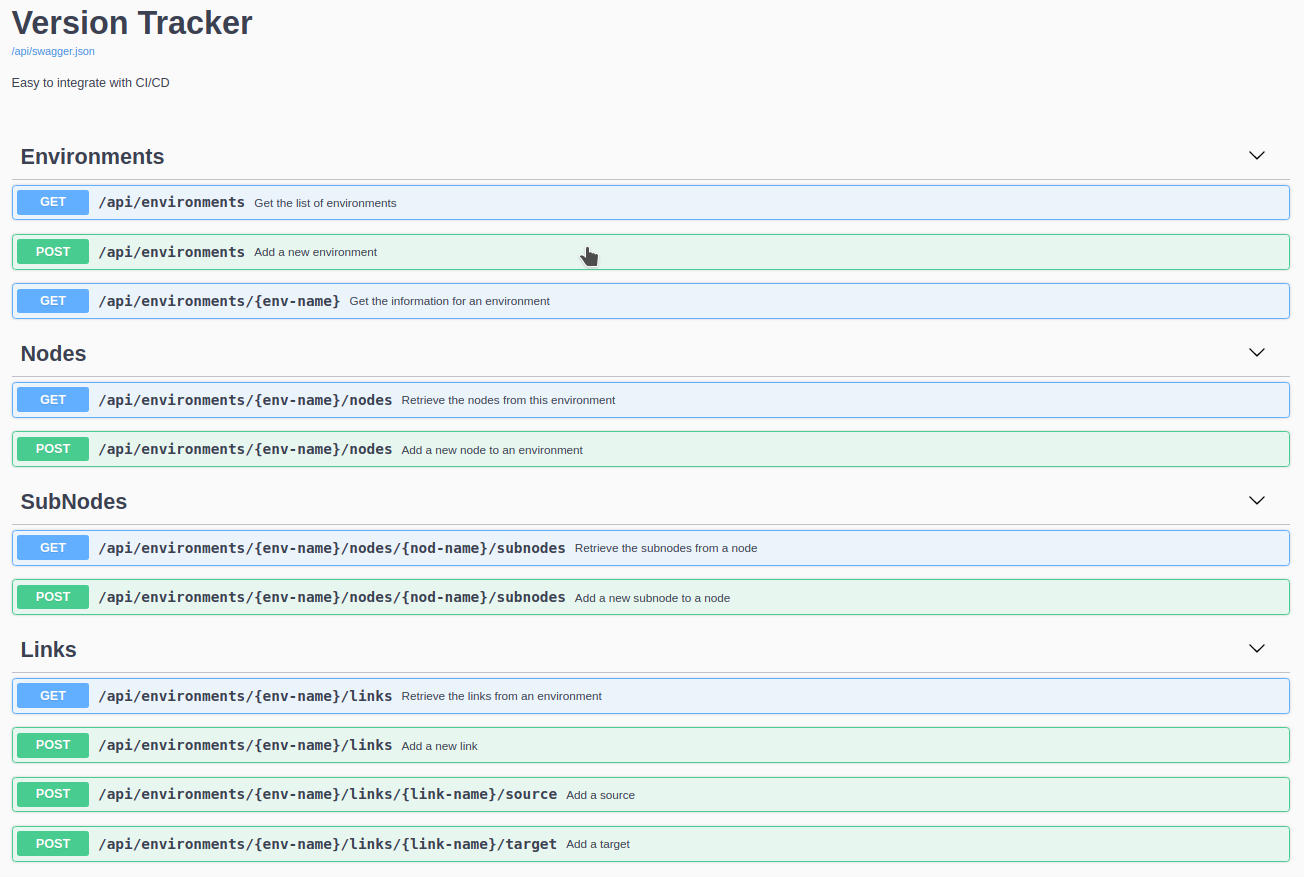 Version Tracker
/api/swagger.json
Easy to integrate with CI/CD
Environments
GET /api/environments Get the list of environments
POST /api/environments Add a new environment
GET /api/environments/{env-name} Get the information for an environment
Nodes
GET /api/environments/{env-name}/nodes Retrieve the nodes from this environment
POST /api/environments/{env-name}/nodes Add a new node to an environment
SubNodes
GET /api/environments/{env-name}/nodes/{nod-name}/subnodes Retrieve the subnodes from a node
POST /api/environments/{env-name}/nodes/{nod-name}/subnodes Add a new subnode to a node
Links
GET /api/environments/{env-name}/links Retrieve the links from an environment
POST /api/environments/{env-name}/links Add a new link
POST /api/environments/{env-name}/links/{link-name}/source Add a source
POST /api/environments/{env-name}/links/{link-name}/target Add a target